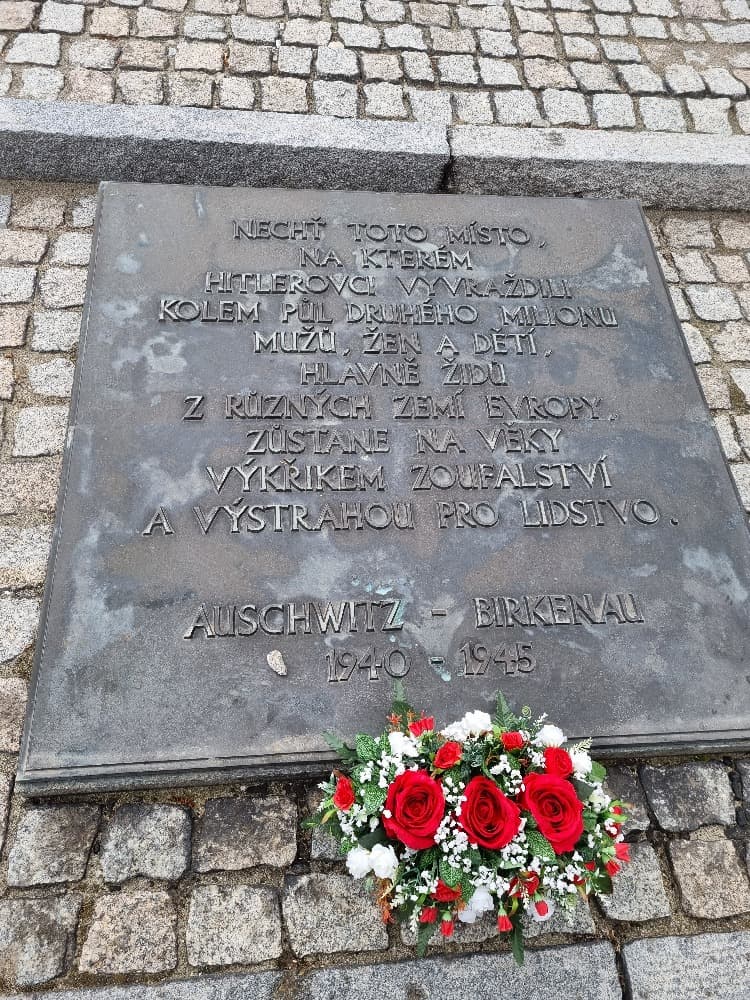 NECHŤ TOTO MÍSTO,
NA KTERÉM
HITLEROVCI VYVRAŽDILI
KOLEM PŮL DRUHÉHO MILIONU
MUŽŮ, ŽEN A DĚTÍ,
HLAVNĚ ŽIDŮ
Z RŮZNÝCH ZEMÍ EVROPY,
ZŮSTANE NA VĚKY
VÝKŘIKEM ZOUFALSTVÍ
A VÝSTRAHOU PRO LIDSTVO.
AUSCHWITZ - BIRKENAU
1940 - 1945